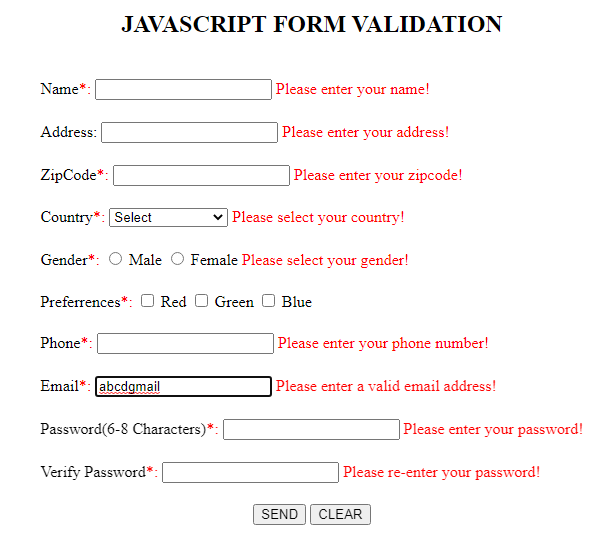 JAVASCRIPT FORM VALIDATION
Name*: Please enter your name!
Address: Please enter your address!
ZipCode*: Please enter your zipcode!
Country*: Select Please select your country!
Gender*: Male Female Please select your gender!
Preferrences*: Red Green Blue
Phone*: Please enter your phone number!
Email*: abcdgmail Please enter a valid email address!
Password(6-8 Characters)*: Please enter your password!
Verify Password*: Please re-enter your password!
SEND CLEAR